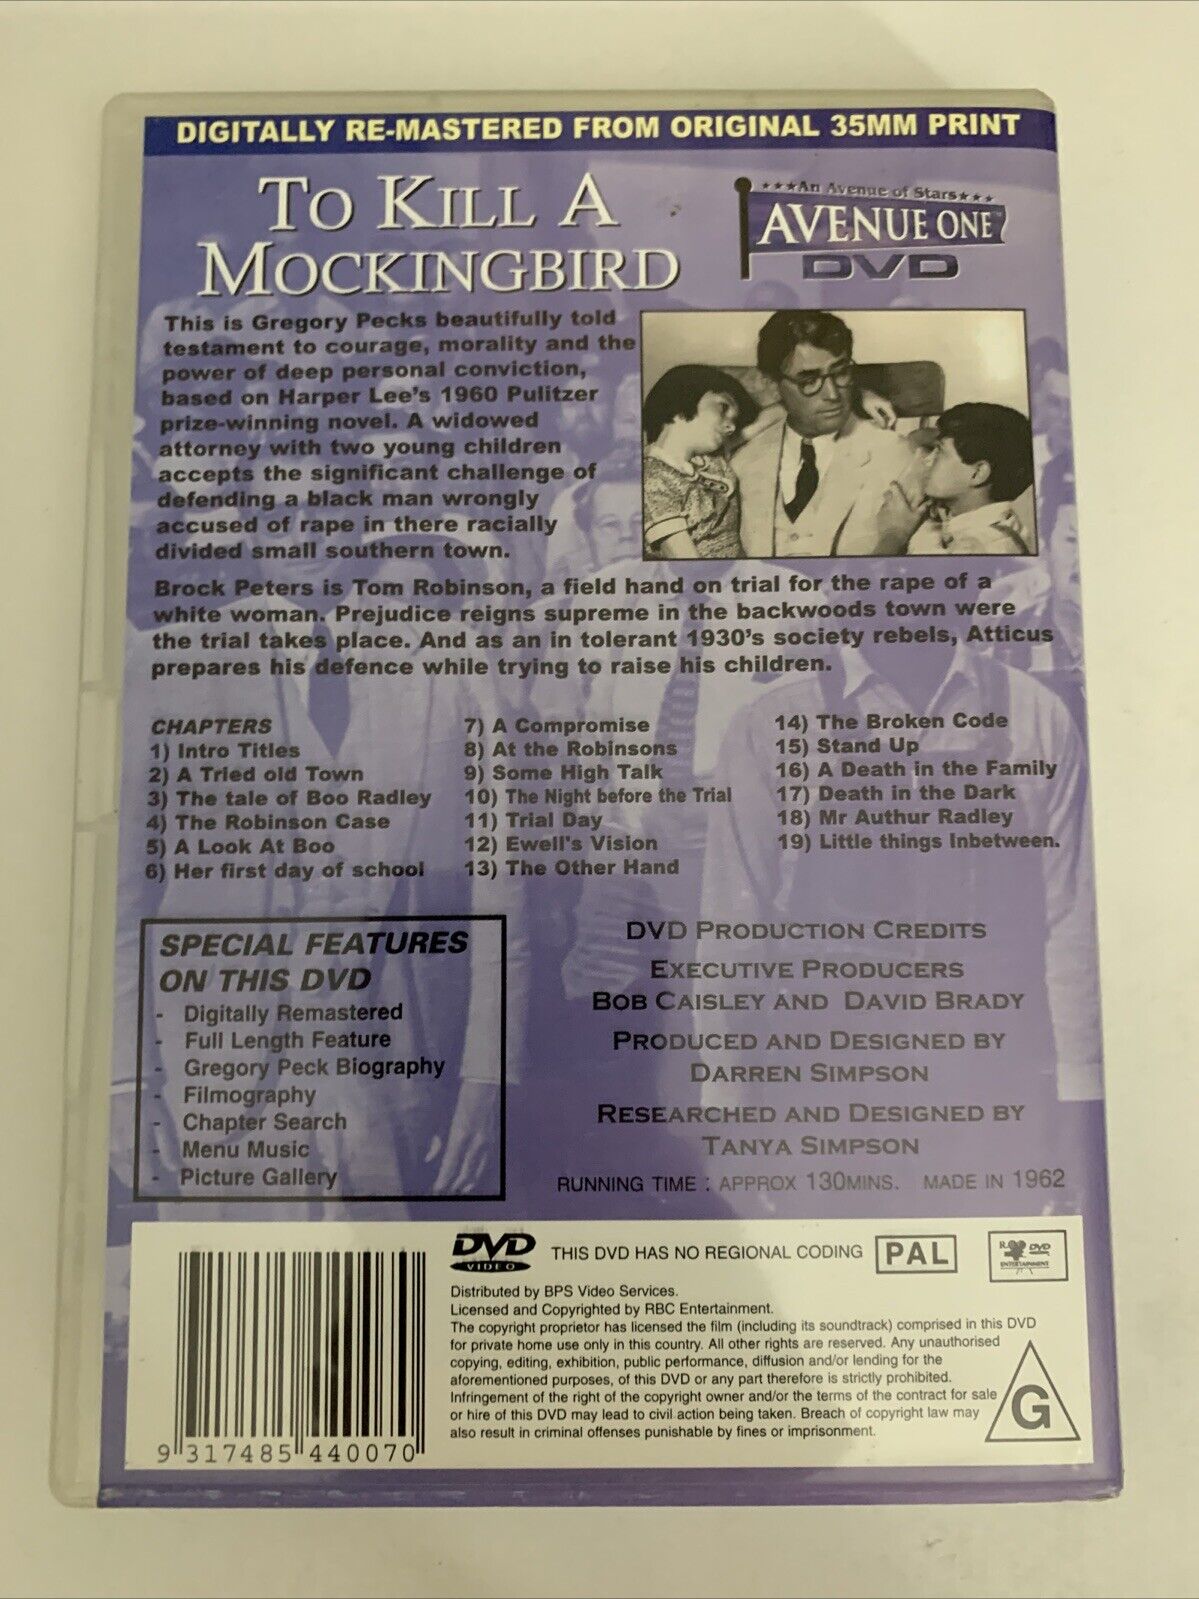 DIGITALLY RE-MASTERED FROM ORIGINAL 35MM PRINT
TO KILL A
MOCKINGBIRD
★★★An Avenue of Stars★★★
AVENUE ONE™
DVD
This is Gregory Pecks beautifully told
testament to courage, morality and the
power of deep personal conviction,
based on Harper Lee's 1960 Pulitzer
prize-winning novel. A widowed
attorney with two young children
accepts the significant challenge of
defending a black man wrongly
accused of rape in there racially
divided small southern town.
Brock Peters is Tom Robinson, a field hand on trial for the rape of a
white woman. Prejudice reigns supreme in the backwoods town were
the trial takes place. And as an in tolerant 1930's society rebels, Atticus
prepares his defence while trying to raise his children.
CHAPTERS
1) Intro Titles
2) A Tried old Town
3) The tale of Boo Radley
4) The Robinson Case
5) A Look At Boo
6) Her first day of school
7) A Compromise
8) At the Robinsons
9) Some High Talk
10) The Night before the Trial
11) Trial Day
12) Ewell's Vision
13) The Other Hand
14) The Broken Code
15) Stand Up
16) A Death in the Family
17) Death in the Dark
18) Mr Authur Radley
19) Little things Inbetween.
SPECIAL FEATURES
ON THIS DVD
- Digitally Remastered
- Full Length Feature
- Gregory Peck Biography
- Filmography
- Chapter Search
- Menu Music
- Picture Gallery
DVD PRODUCTION CREDITS
EXECUTIVE PRODUCERS
BOB CAISLEY AND DAVID BRADY
PRODUCED AND DESIGNED BY
DARREN SIMPSON
RESEARCHED AND DESIGNED BY
TANYA SIMPSON
RUNNING TIME : APPROX 130MINS. MADE IN 1962
DVD
VIDEO
THIS DVD HAS NO REGIONAL CODING
PAL
DVD
ENTERTAINMENT
Distributed by BPS Video Services.
Licensed and Copyrighted by RBC Entertainment.
The copyright proprietor has licensed the film (including its soundtrack) comprised in this DVD
for private home use only in this country. All other rights are reserved. Any unauthorised
copying, editing, exhibition, public performance, diffusion and/or lending for the
aforementioned purposes, of this DVD or any part therefore is strictly prohibited.
Infringement of the right of the copyright owner and/or the terms of the contract for sale
or hire of this DVD may lead to civil action being taken. Breach of copyright law may
also result in criminal offenses punishable by fines or imprisonment.
G
9 317485 440070